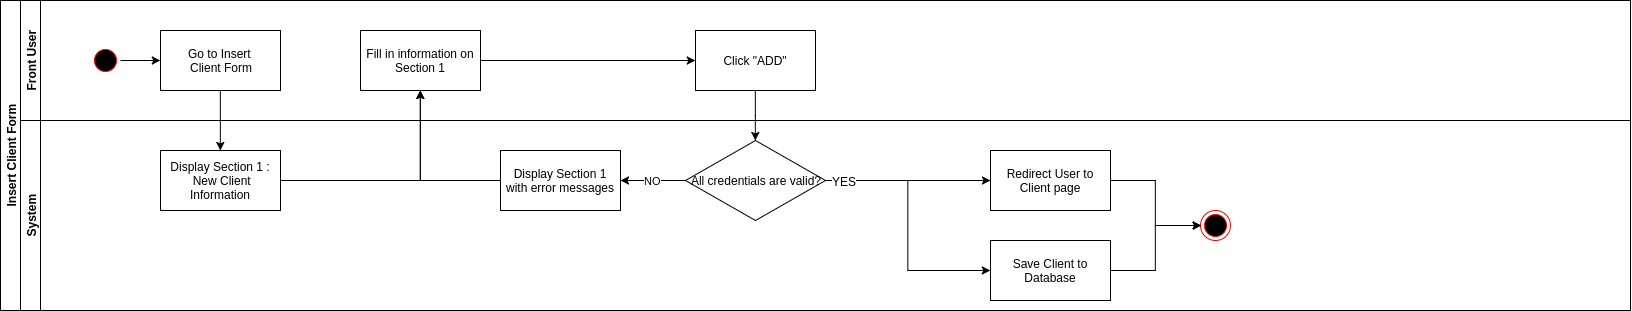 Insert Client Form
Front User
Go to Insert
Client Form
Fill in information on
Section 1
Click "ADD"
System
Display Section 1 :
New Client
Information
Display Section 1
with error messages
NO
All credentials are valid?
YES
Redirect User to
Client page
Save Client to
Database